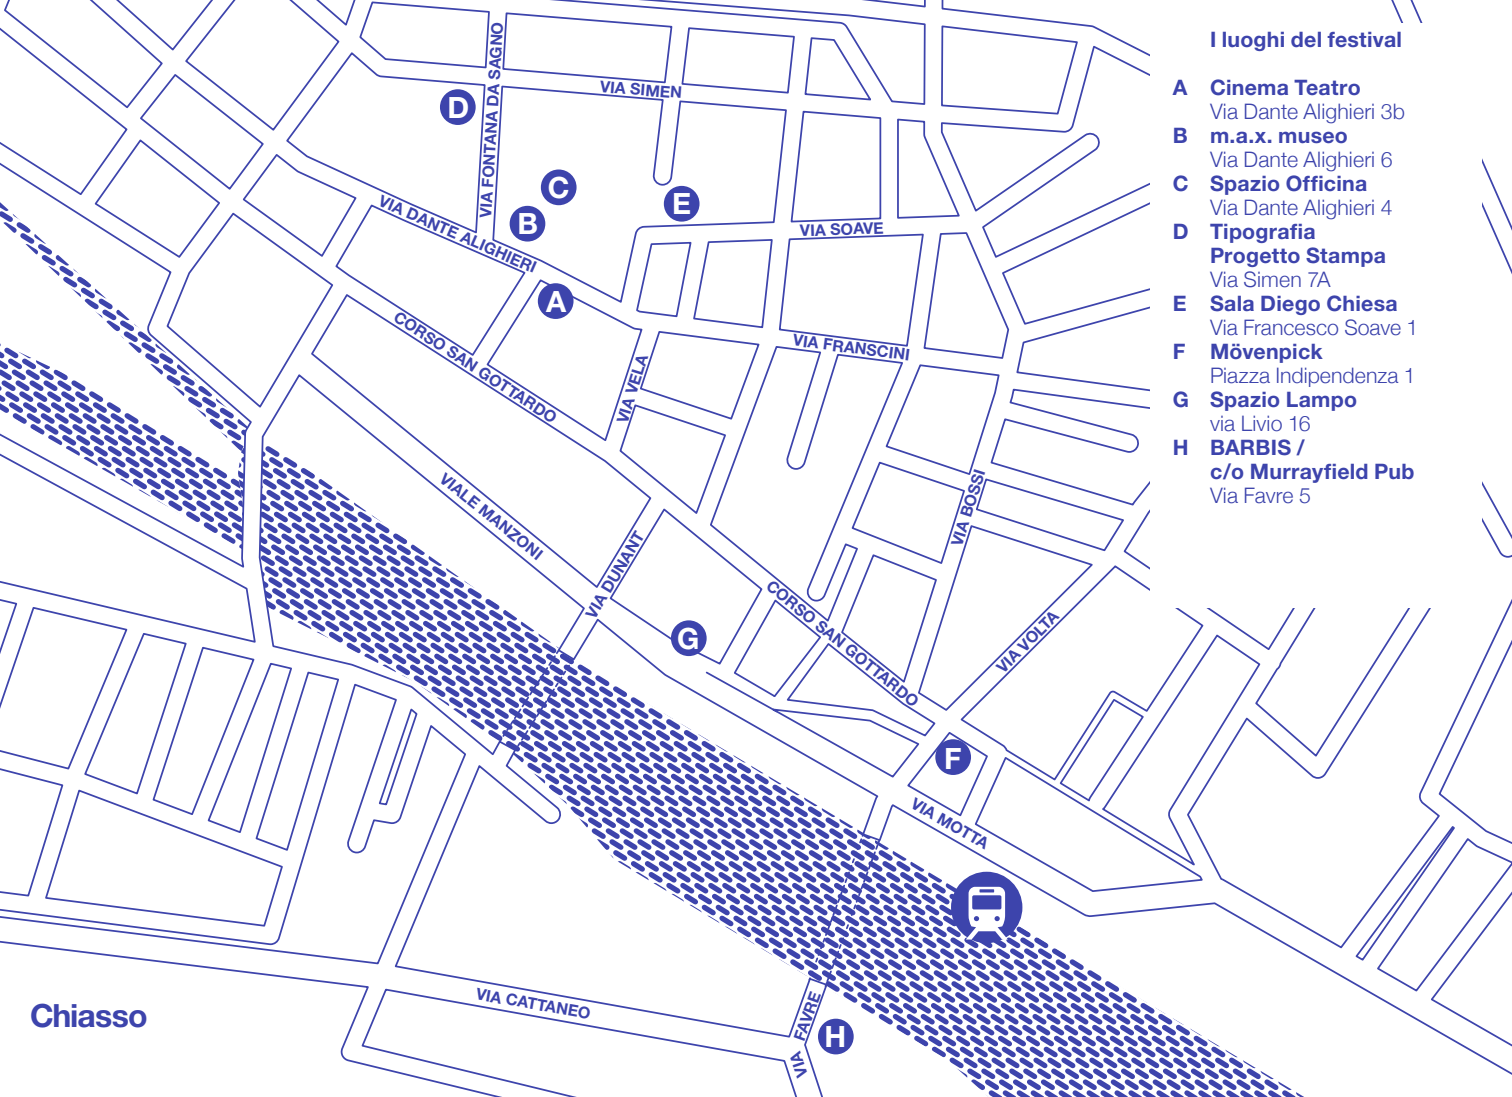 I luoghi del festival
A Cinema Teatro
Via Dante Alighieri 3b
B m.a.x. museo
Via Dante Alighieri 6
C Spazio Officina
Via Dante Alighieri 4
D Tipografia
Progetto Stampa
Via Simen 7A
E Sala Diego Chiesa
Via Francesco Soave 1
F Mövenpick
Piazza Indipendenza 1
G Spazio Lampo
via Livio 16
H BARBIS /
c/o Murrayfield Pub
Via Favre 5
VIA FONTANA DA SAGNO
VIA SIMEN
D
C
E
B
VIA DANTE ALIGHIERI
VIA SOAVE
A
CORSO SAN GOTTARDO
VIA VELA
VIA FRANSCINI
VIALE MANZONI
VIA BOSSI
VIA DUNANT
CORSO SAN GOTTARDO
G
VIA VOLTA
F
VIA MOTTA
VIA CATTANEO
VIA FAVRE
H
Chiasso